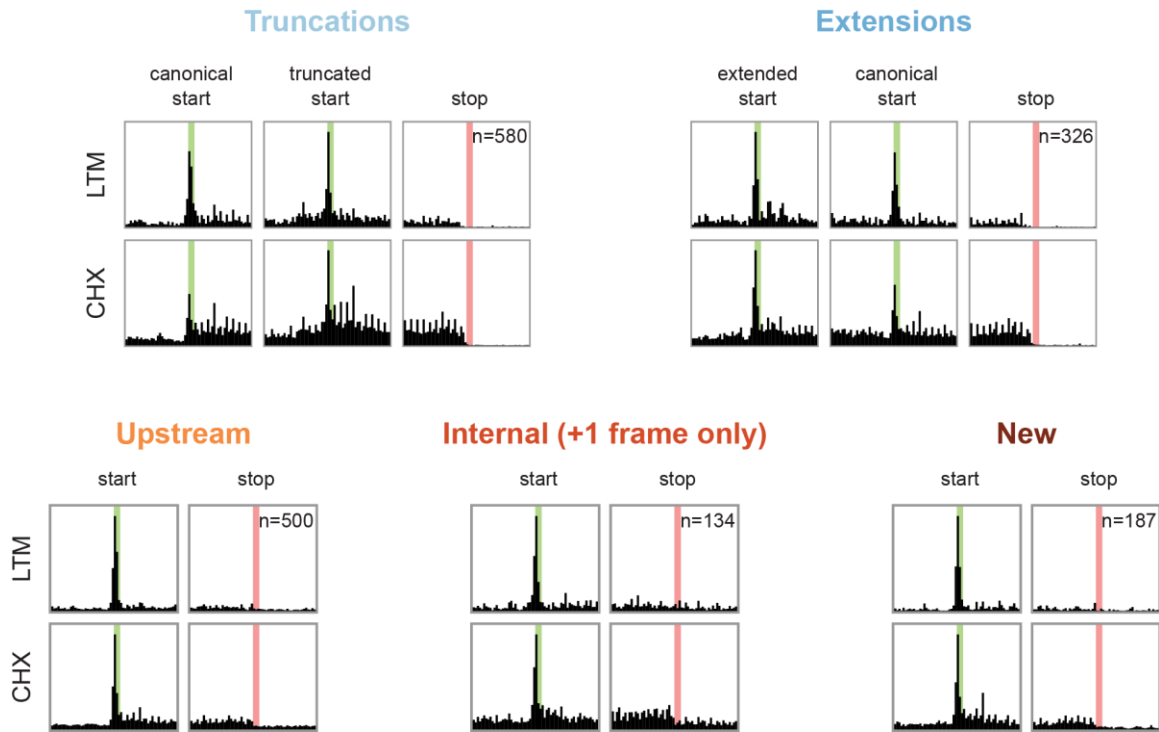 Truncations
Extensions
canonical start
truncated start
stop
extended start
canonical start
stop
LTM
n=580
n=326
CHX
Upstream
Internal (+1 frame only)
New
start
stop
start
stop
start
stop
LTM
n=500
n=134
n=187
CHX